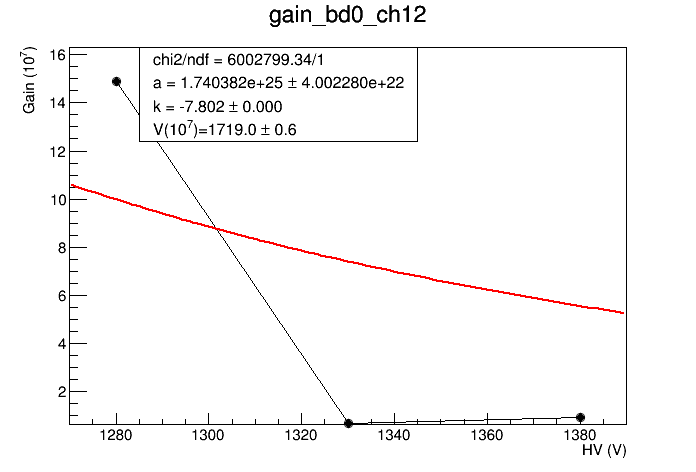 gain_bd0_ch12
Gain (10⁷)
16
14
12
10
8
6
4
2
chi2/ndf = 6002799.34/1
a = 1.740382e+25 ± 4.002280e+22
k = -7.802 ± 0.000
V(10⁷)=1719.0 ± 0.6
1280 1300 1320 1340 1360 1380
HV (V)